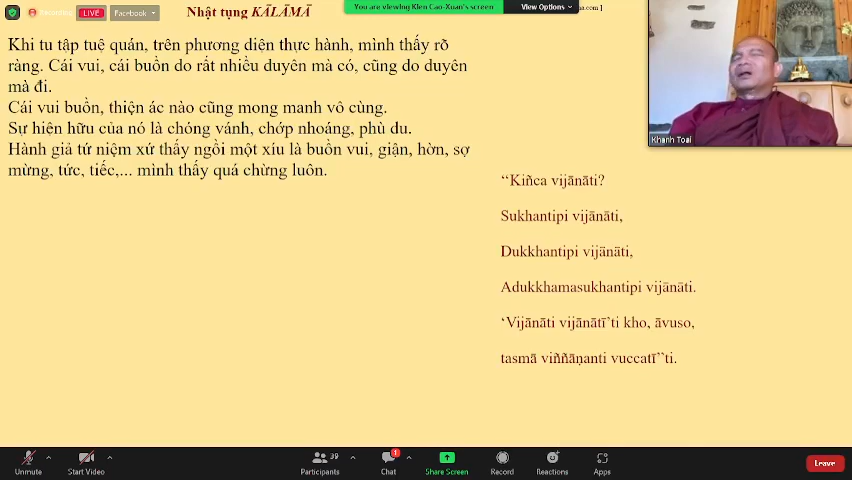 Recording
LIVE
Facebook
Nhật tụng KĀLĀMĀ
You are viewing Kien Cao-Xuan's screen
View Options
Khi tu tập tuệ quán, trên phương diện thực hành, mình thấy rõ
ràng. Cái vui, cái buồn do rất nhiều duyên mà có, cũng do duyên
mà đi.
Cái vui buồn, thiện ác nào cũng mong manh vô cùng.
Sự hiện hữu của nó là chóng vánh, chớp nhoáng, phù du.
Hành giả tứ niệm xứ thấy ngồi một xíu là buồn vui, giận, hờn, sợ
mừng, tức, tiếc,... mình thấy quá chừng luôn.
Khanh Toai
“Kiñca vijānāti?
Sukhantipi vijānāti,
Dukkhantipi vijānāti,
Adukkhamasukhantipi vijānāti.
‘Vijānāti vijānātī’ti kho, āvuso,
tasmā viññāṇanti vuccatī’’ti.
Unmute
Start Video
39
Participants
1
Chat
Share Screen
Record
Reactions
Apps
Leave